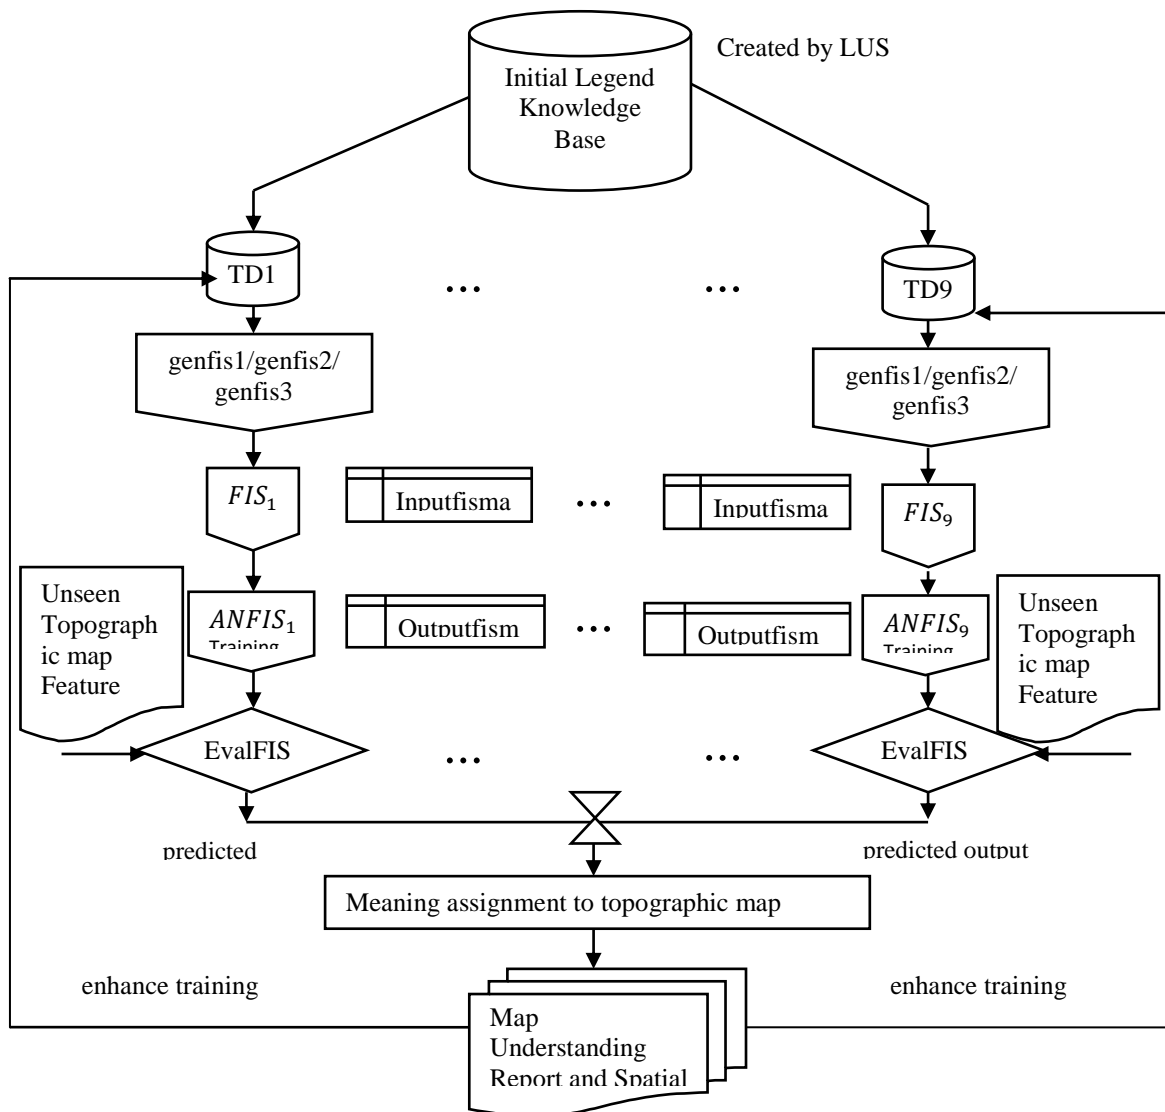 Created by LUS
Initial Legend
Knowledge
Base
TD1
...
...
TD9
genfis1/genfis2/
genfis3
genfis1/genfis2/
genfis3
FIS₁
Inputfisma
...
Inputfisma
FIS₉
Unseen
Topograph
ic map
Feature
ANFIS₁
Training
Outputfism
...
Outputfism
ANFIS₉
Training
Unseen
Topograph
ic map
Feature
EvalFIS
...
...
EvalFIS
predicted
predicted output
Meaning assignment to topographic map
enhance training
enhance training
Map
Understanding
Report and Spatial